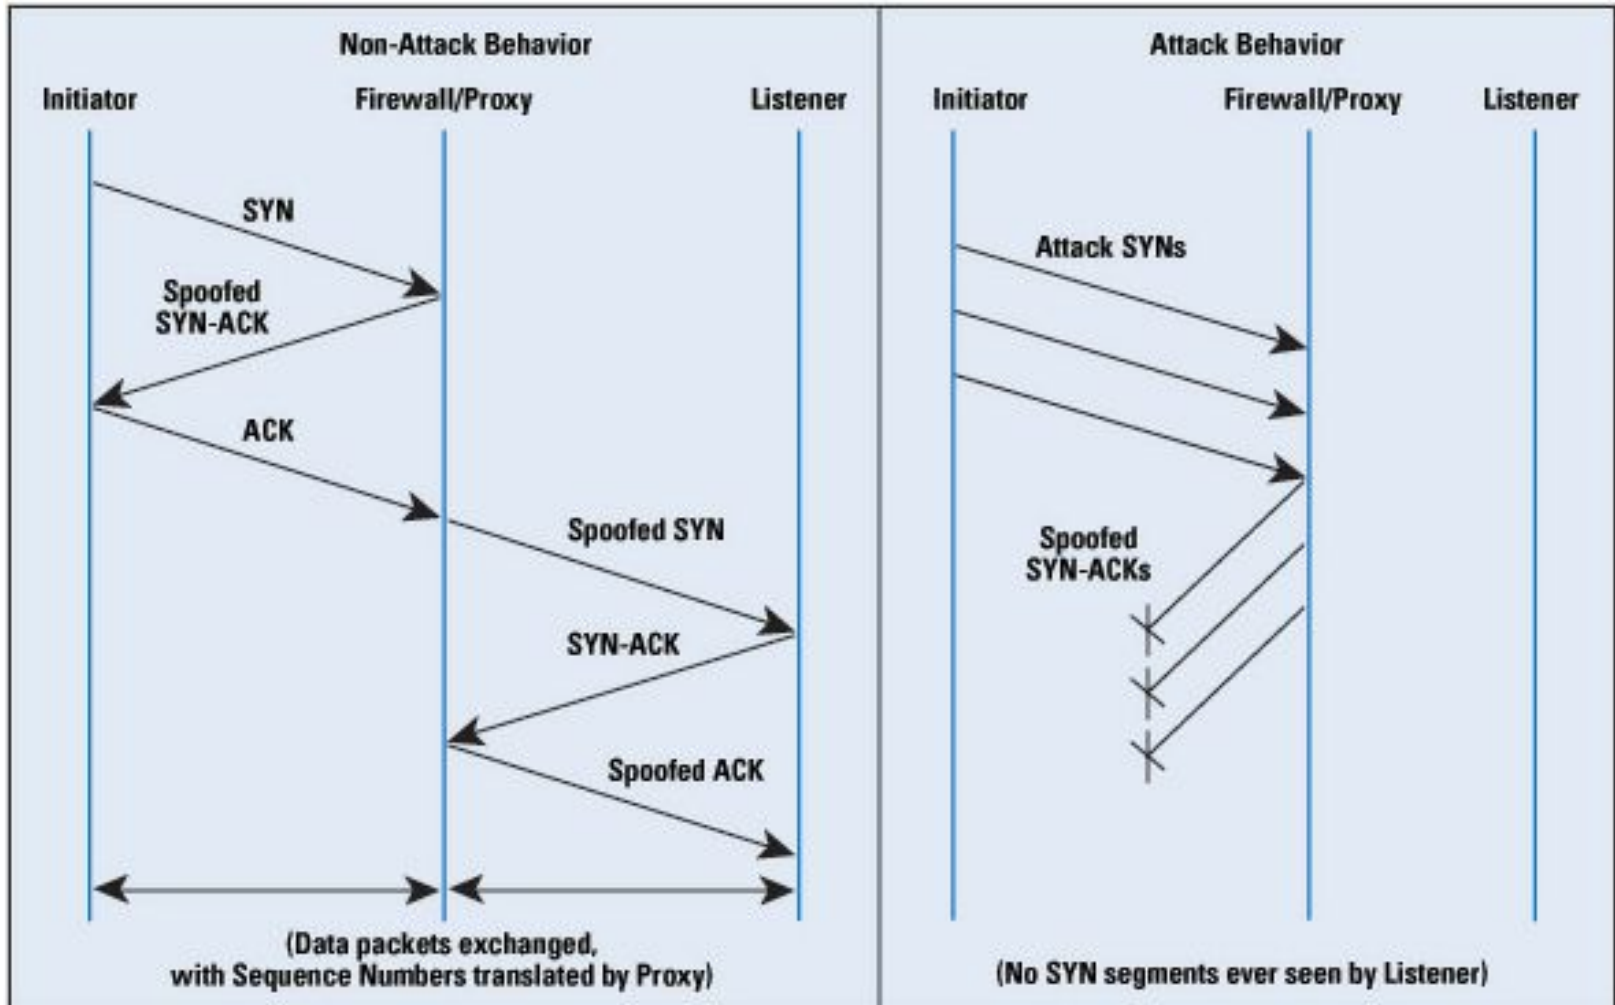 Non-Attack Behavior
Initiator
Firewall/Proxy
Listener
SYN
Spoofed
SYN-ACK
ACK
Spoofed SYN
SYN-ACK
Spoofed ACK
(Data packets exchanged,
with Sequence Numbers translated by Proxy)
Attack Behavior
Initiator
Firewall/Proxy
Listener
Attack SYNs
Spoofed
SYN-ACKs
(No SYN segments ever seen by Listener)